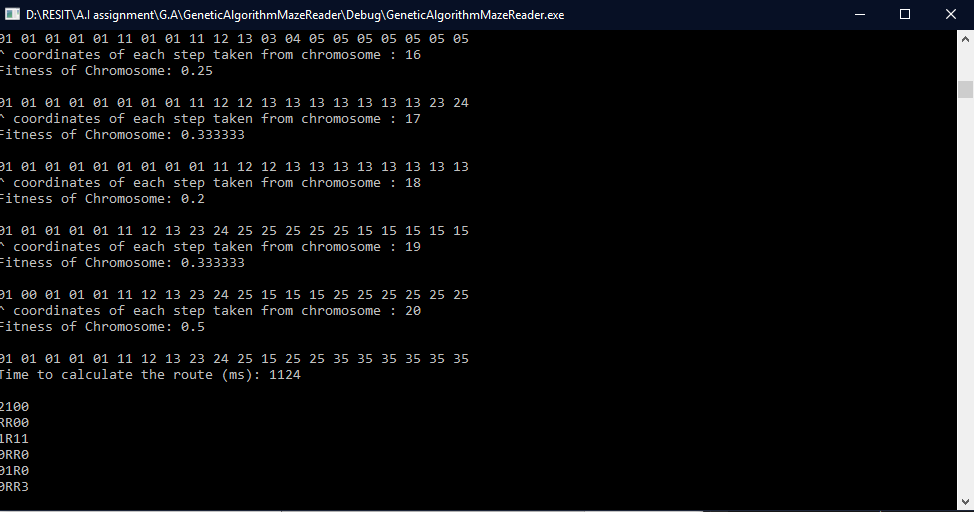 D:\RESIT\A.I assignment\G.A\GeneticAlgorithmMazeReader\Debug\GeneticAlgorithmMazeReader.exe
01 01 01 01 01 11 01 01 11 12 13 03 04 05 05 05 05 05 05 05
^ coordinates of each step taken from chromosome : 16
Fitness of Chromosome: 0.25
01 01 01 01 01 01 01 01 11 12 12 13 13 13 13 13 13 13 23 24
^ coordinates of each step taken from chromosome : 17
Fitness of Chromosome: 0.333333
01 01 01 01 01 01 01 01 01 11 12 12 13 13 13 13 13 13 13 13
^ coordinates of each step taken from chromosome : 18
Fitness of Chromosome: 0.2
01 01 01 01 01 11 12 13 23 24 25 25 25 25 25 15 15 15 15 15
^ coordinates of each step taken from chromosome : 19
Fitness of Chromosome: 0.333333
01 00 01 01 01 11 12 13 23 24 25 15 15 15 25 25 25 25 25 25
^ coordinates of each step taken from chromosome : 20
Fitness of Chromosome: 0.5
01 01 01 01 01 11 12 13 23 24 25 15 25 25 35 35 35 35 35 35
Time to calculate the route (ms): 1124
2100
RR00
1R11
0RR0
01R0
0RR3